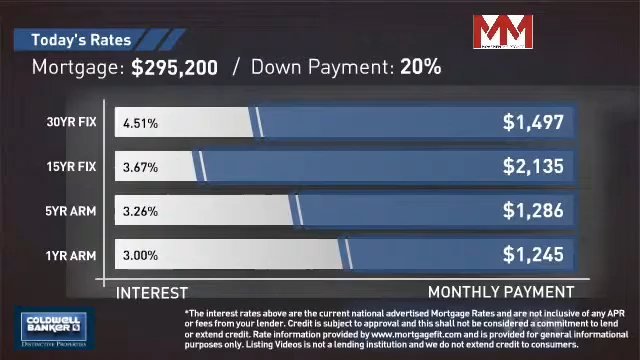 Today's Rates
MM
Mortgage: $295,200 / Down Payment: 20%
30YR FIX 4.51% $1,497
15YR FIX 3.67% $2,135
5YR ARM 3.26% $1,286
1YR ARM 3.00% $1,245
INTEREST MONTHLY PAYMENT
COLDWELL
BANKER
DISTINCTIVE PROPERTIES
*The interest rates above are the current national advertised Mortgage Rates and are not inclusive of any APR
or fees from your lender. Credit is subject to approval and this shall not be considered a commitment to lend
or extend credit. Rate information provided by www.mortgagefit.com and is provided for general informational
purposes only. Listing Videos is not a lending institution and we do not extend credit to consumers.